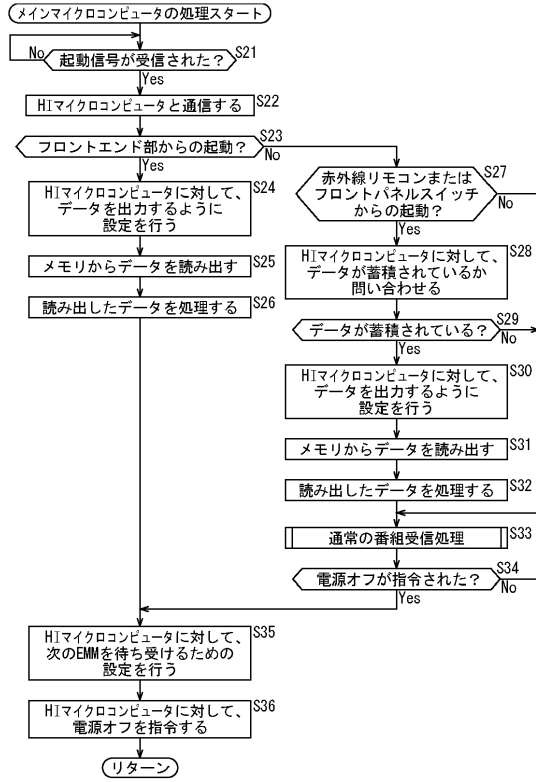 メインマイクロコンピュータの処理スタート
起動信号が受信された？
S21
No
Yes
HIマイクロコンピュータと通信する
S22
フロントエンド部からの起動？
S23
No
Yes
HIマイクロコンピュータに対して、
データを出力するように
設定を行う
S24
メモリからデータを読み出す
S25
読み出したデータを処理する
S26
赤外線リモコンまたは
フロントパネルスイッチ
からの起動？
S27
No
Yes
HIマイクロコンピュータに対して、
データが蓄積されているか
問い合わせる
S28
データが蓄積されている？
S29
No
Yes
HIマイクロコンピュータに対して、
データを出力するように
設定を行う
S30
メモリからデータを読み出す
S31
読み出したデータを処理する
S32
通常の番組受信処理
S33
電源オフが指令された？
S34
No
Yes
HIマイクロコンピュータに対して、
次のEMMを待ち受けるための
設定を行う
S35
HIマイクロコンピュータに対して、
電源オフを指令する
S36
リターン